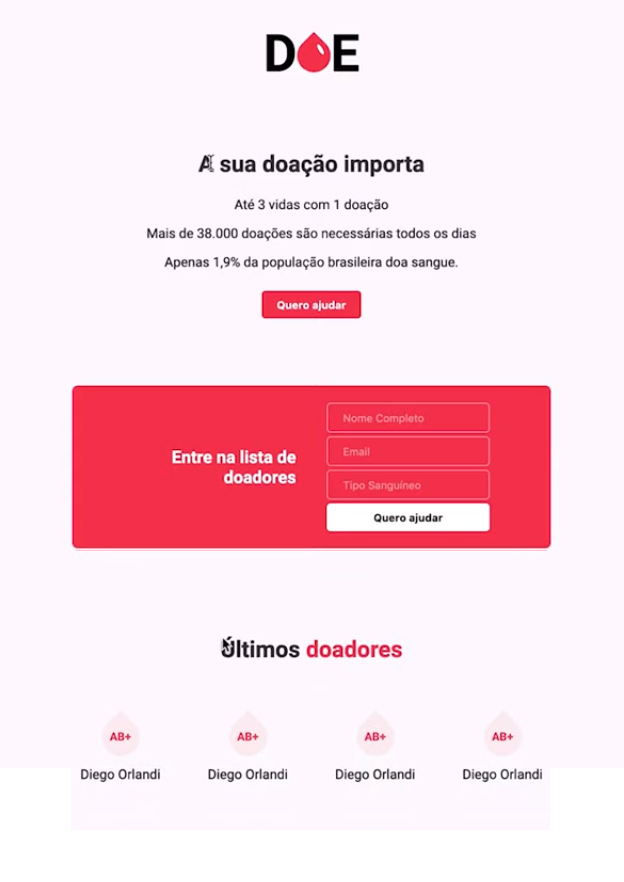 DOE
A sua doação importa
Até 3 vidas com 1 doação
Mais de 38.000 doações são necessárias todos os dias
Apenas 1,9% da população brasileira doa sangue.
Quero ajudar
Nome Completo
Entre na lista de
doadores
Email
Tipo Sanguíneo
Quero ajudar
Últimos doadores
AB+ AB+ AB+ AB+
Diego Orlandi Diego Orlandi Diego Orlandi Diego Orlandi